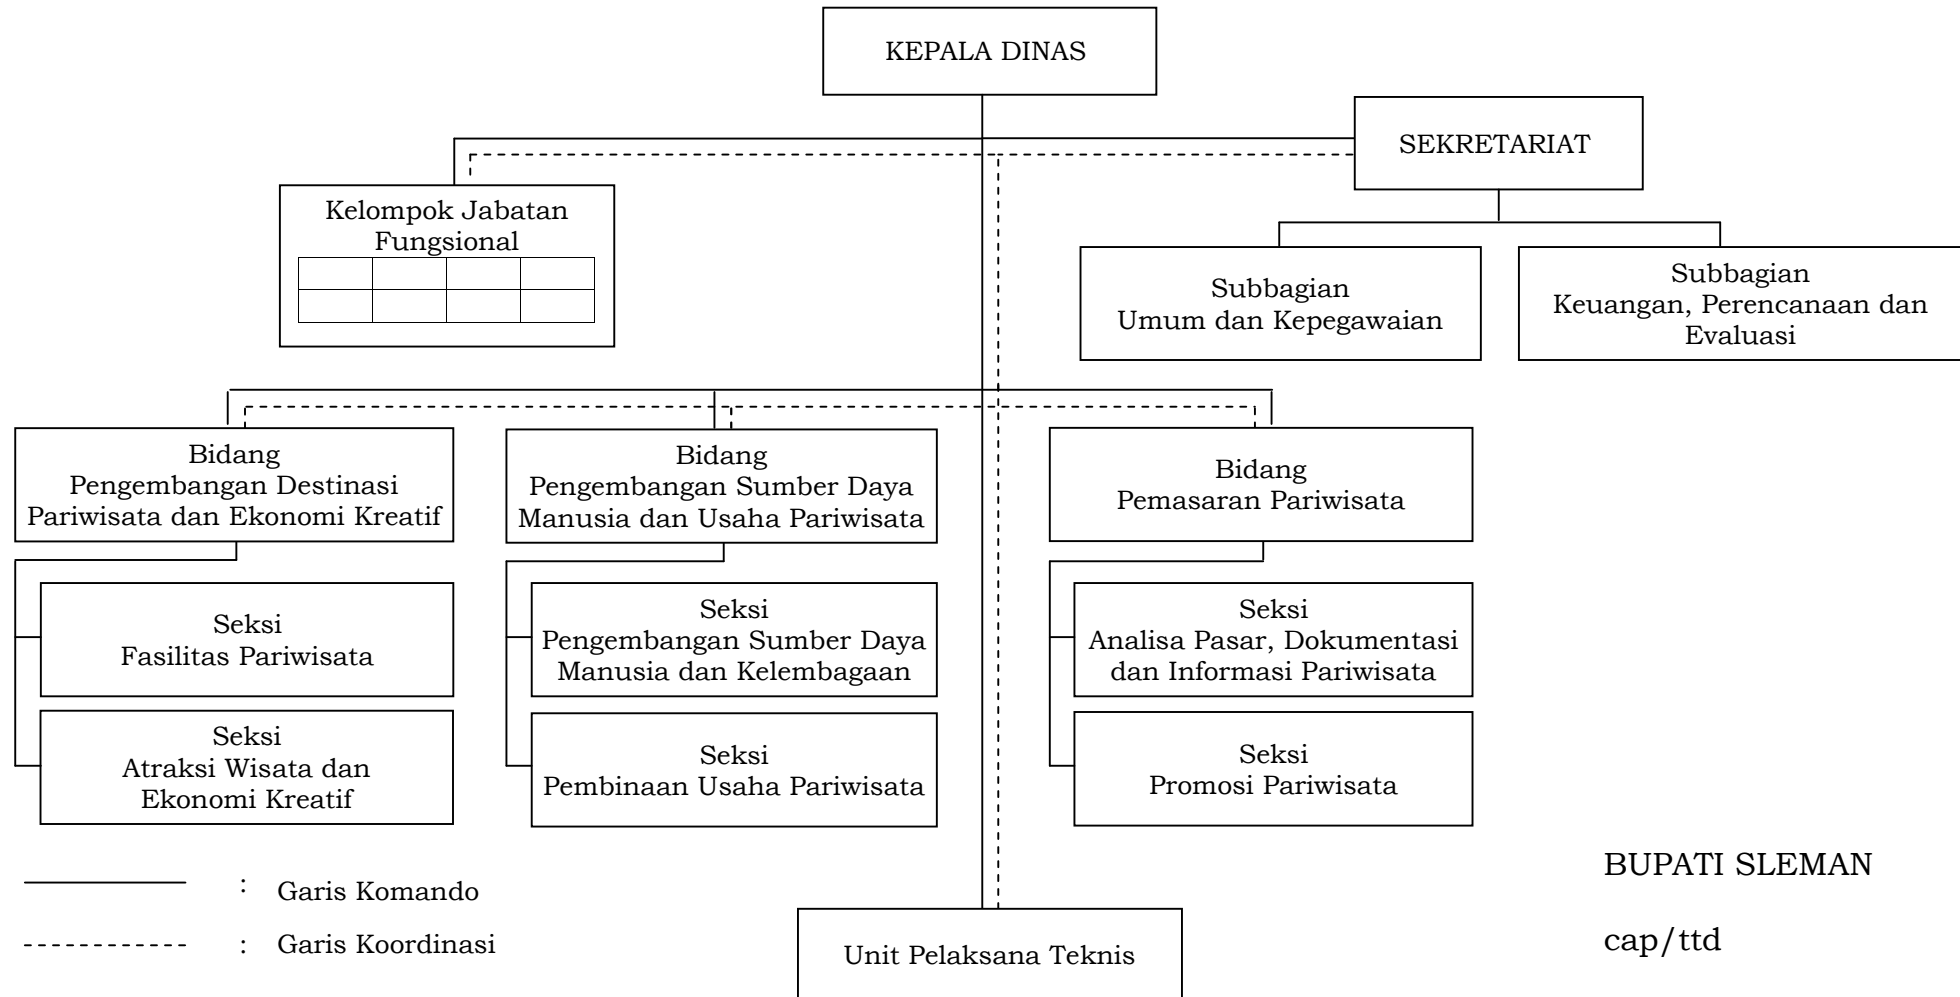 KEPALA DINAS
SEKRETARIAT
Kelompok Jabatan
Fungsional
Subbagian
Umum dan Kepegawaian
Subbagian
Keuangan, Perencanaan dan
Evaluasi
Bidang
Pengembangan Destinasi
Pariwisata dan Ekonomi Kreatif
Bidang
Pengembangan Sumber Daya
Manusia dan Usaha Pariwisata
Bidang
Pemasaran Pariwisata
Seksi
Fasilitas Pariwisata
Seksi
Pengembangan Sumber Daya
Manusia dan Kelembagaan
Seksi
Analisa Pasar, Dokumentasi
dan Informasi Pariwisata
Seksi
Atraksi Wisata dan
Ekonomi Kreatif
Seksi
Pembinaan Usaha Pariwisata
Seksi
Promosi Pariwisata
: Garis Komando
: Garis Koordinasi
Unit Pelaksana Teknis
BUPATI SLEMAN
cap/ttd